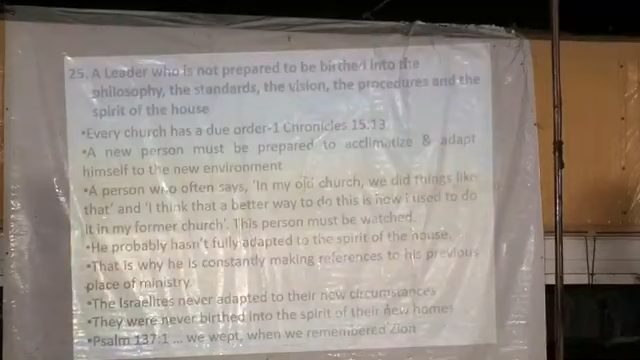 25. A Leader who is not prepared to be birthed into the
philosophy, the standards, the vision, the procedures and the
spirit of the house
•Every church has a due order-1 Chronicles 15.13
•A new person must be prepared to acclimatize & adapt
himself to the new environment
•A person who often says, 'In my old church, we did things like
that' and 'I think that a better way to do this is how i used to do
it in my former church'. This person must be watched.
•He probably hasn't fully adapted to the spirit of the house.
•That is why he is constantly making references to his previous
place of ministry
•The Israelites never adapted to their new circumstances
•They were never birthed into the spirit of their new homes
•Psalm 137:1 ... we wept, when we remembered Zion